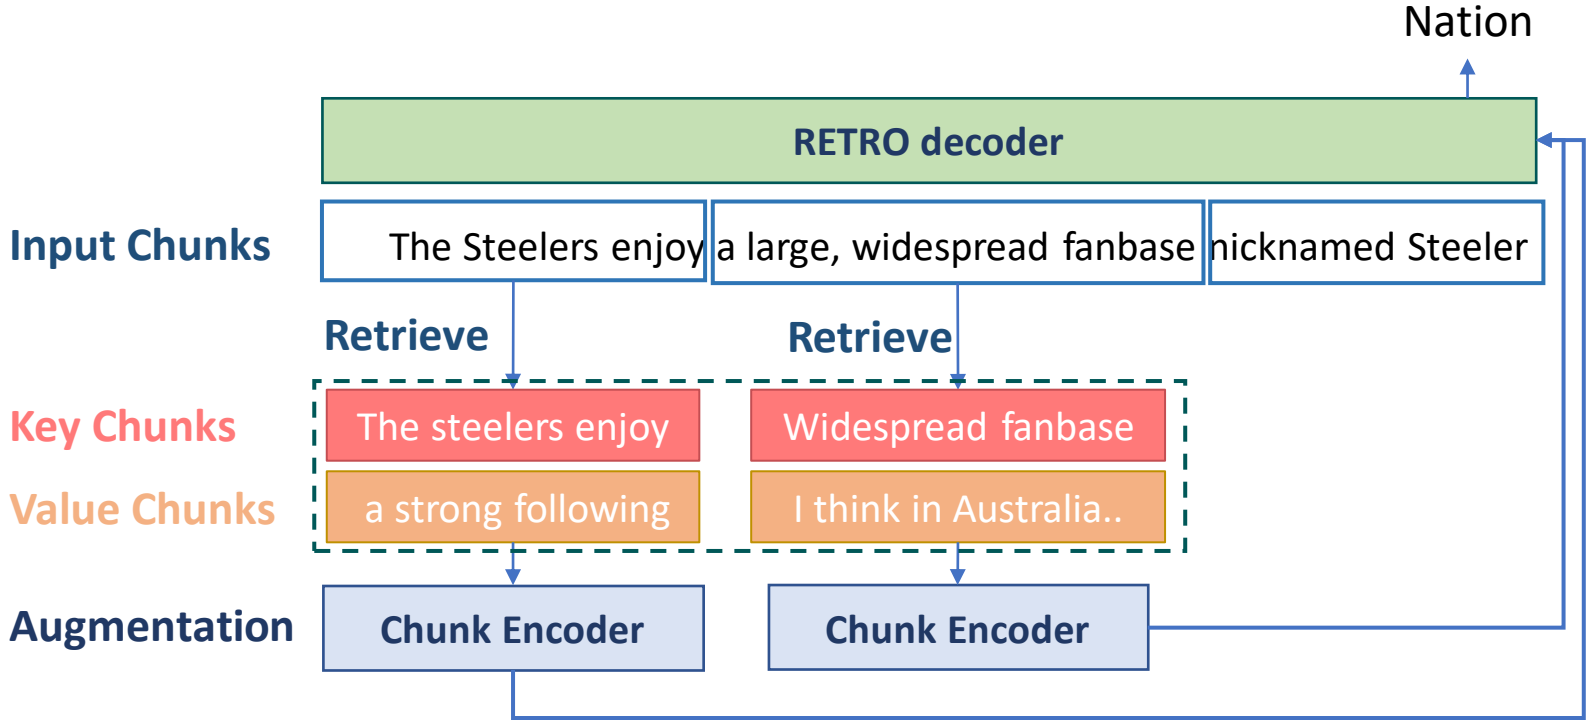 Nation
RETRO decoder
Input Chunks
The Steelers enjoy a large, widespread fanbase nicknamed Steeler
Retrieve
Retrieve
Key Chunks
The steelers enjoy
Widespread fanbase
Value Chunks
a strong following
I think in Australia..
Augmentation
Chunk Encoder
Chunk Encoder